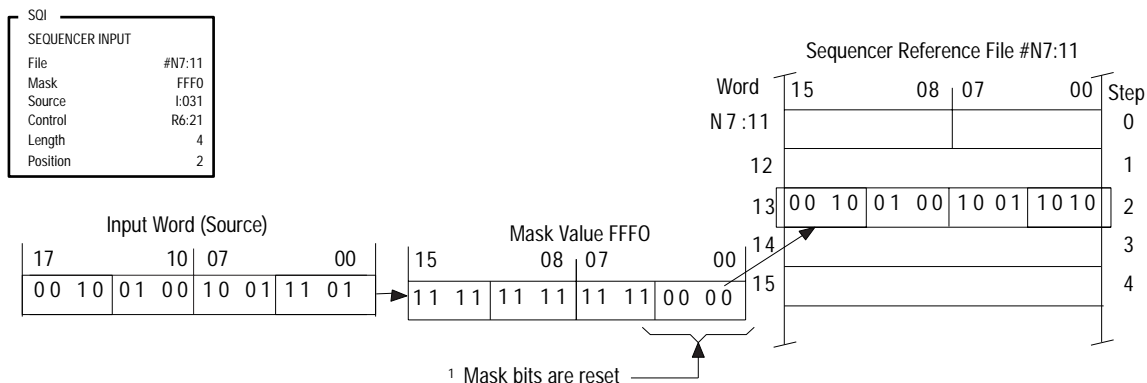 SQI
SEQUENCER INPUT
File #N7:11
Mask FFF0
Source I:031
Control R6:21
Length 4
Position 2
Sequencer Reference File #N7:11
Word 15 08 07 00 Step
N7:11 0
12 1
13 00 10 01 00 10 01 1010 2
14 3
15 4
Input Word (Source)
17 10 07 00
00 10 01 00 10 01 11 01
Mask Value FFF0
15 08 07 00
11 11 11 11 11 11 00 00
1 Mask bits are reset